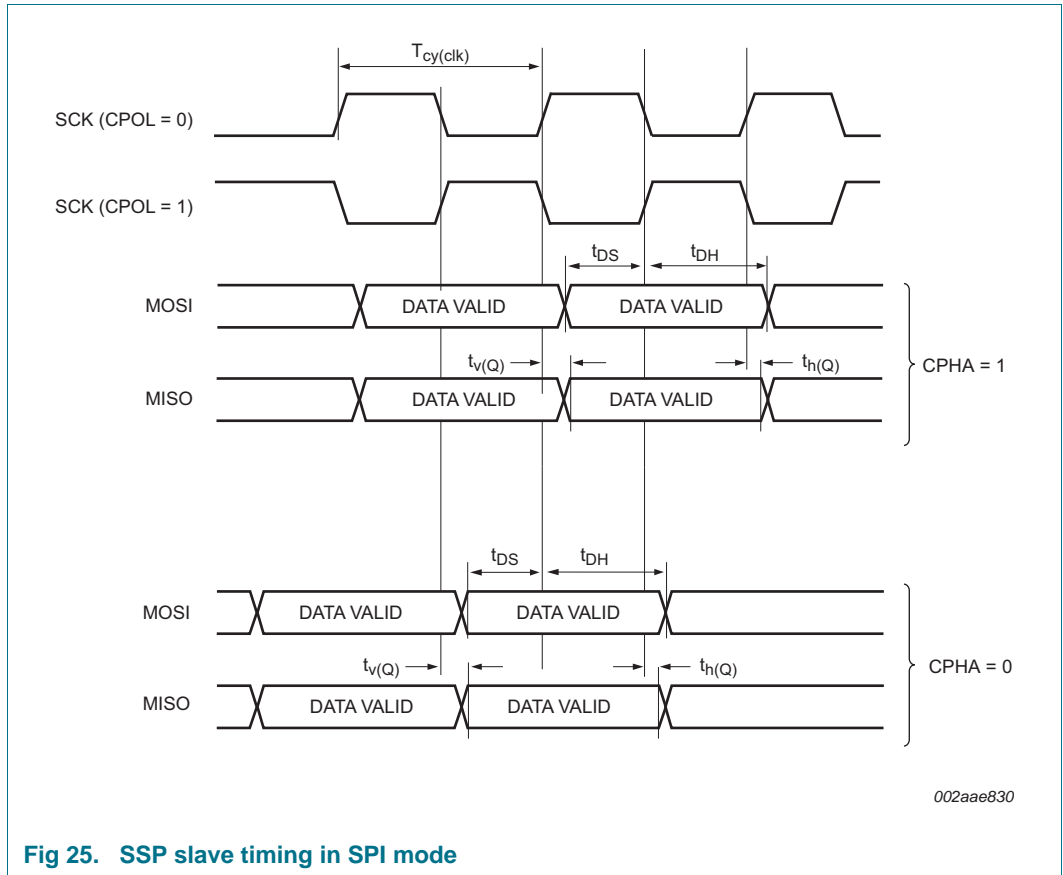 Tcy(clk)
SCK (CPOL = 0)
SCK (CPOL = 1)
tDS tDH
MOSI DATA VALID DATA VALID
tv(Q) th(Q)
CPHA = 1
MISO DATA VALID DATA VALID
tDS tDH
MOSI DATA VALID DATA VALID
tv(Q) th(Q)
CPHA = 0
MISO DATA VALID DATA VALID
002aae830
Fig 25. SSP slave timing in SPI mode